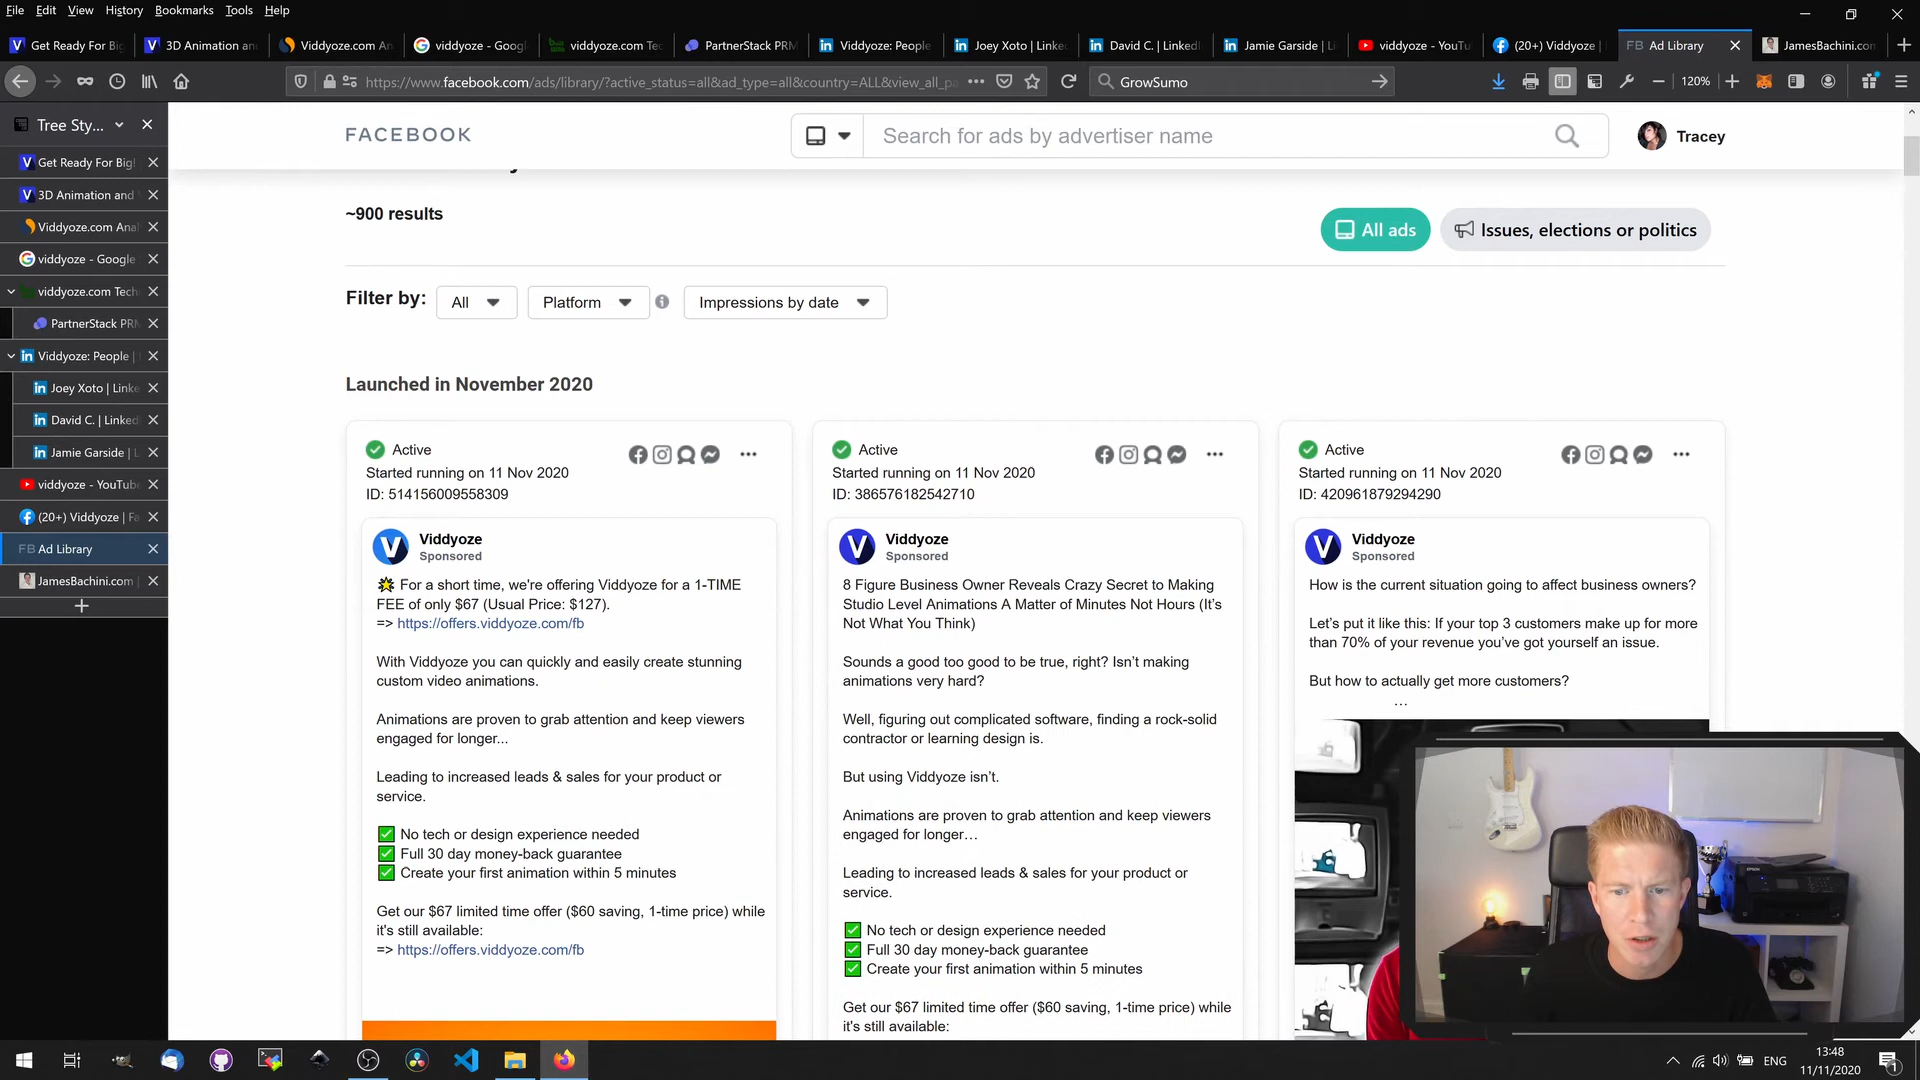 File Edit View History Bookmarks Tools Help
Get Ready For Big
3D Animation and
Viddyoze.com An
viddyoze - Goog
viddyoze.com Tec
PartnerStack PRM
Viddyoze: People
Joey Xoto | Linke
David C. | LinkedI
Jamie Garside | Li
viddyoze - YouTu
(20+) Viddyoze |
FB Ad Library
JamesBachini.com
https://www.facebook.com/ads/library/?active_status=all&ad_type=all&country=ALL&view_all_pa
GrowSumo
120%
Tree Sty...
Get Ready For Big!
3D Animation and
Viddyoze.com Anal
viddyoze - Google
viddyoze.com Tech
PartnerStack PRM
Viddyoze: People |
Joey Xoto | Linke
David C. | Linked
Jamie Garside | L
viddyoze - YouTub
(20+) Viddyoze | Fa
FB Ad Library
JamesBachini.com |
FACEBOOK
Search for ads by advertiser name
Tracey
~900 results
All ads
Issues, elections or politics
Filter by:
All
Platform
Impressions by date
Launched in November 2020
Active
Started running on 11 Nov 2020
ID: 514156009558309
Viddyoze
Sponsored
For a short time, we're offering Viddyoze for a 1-TIME
FEE of only $67 (Usual Price: $127).
=> https://offers.viddyoze.com/fb
With Viddyoze you can quickly and easily create stunning
custom video animations.
Animations are proven to grab attention and keep viewers
engaged for longer...
Leading to increased leads & sales for your product or
service.
✅ No tech or design experience needed
✅ Full 30 day money-back guarantee
✅ Create your first animation within 5 minutes
Get our $67 limited time offer ($60 saving, 1-time price) while
it's still available:
=> https://offers.viddyoze.com/fb
Active
Started running on 11 Nov 2020
ID: 386576182542710
Viddyoze
Sponsored
8 Figure Business Owner Reveals Crazy Secret to Making
Studio Level Animations A Matter of Minutes Not Hours (It's
Not What You Think)
Sounds a good too good to be true, right? Isn't making
animations very hard?
Well, figuring out complicated software, finding a rock-solid
contractor or learning design is.
But using Viddyoze isn't.
Animations are proven to grab attention and keep viewers
engaged for longer…
Leading to increased leads & sales for your product or
service.
✅ No tech or design experience needed
✅ Full 30 day money-back guarantee
✅ Create your first animation within 5 minutes
Get our $67 limited time offer ($60 saving, 1-time price) while
it's still available:
Active
Started running on 11 Nov 2020
ID: 420961879294290
Viddyoze
Sponsored
How is the current situation going to affect business owners?
Let's put it like this: If your top 3 customers make up for more
than 70% of your revenue you've got yourself an issue.
But how to actually get more customers?
...
EPSON
ENG
13:48
11/11/2020
1